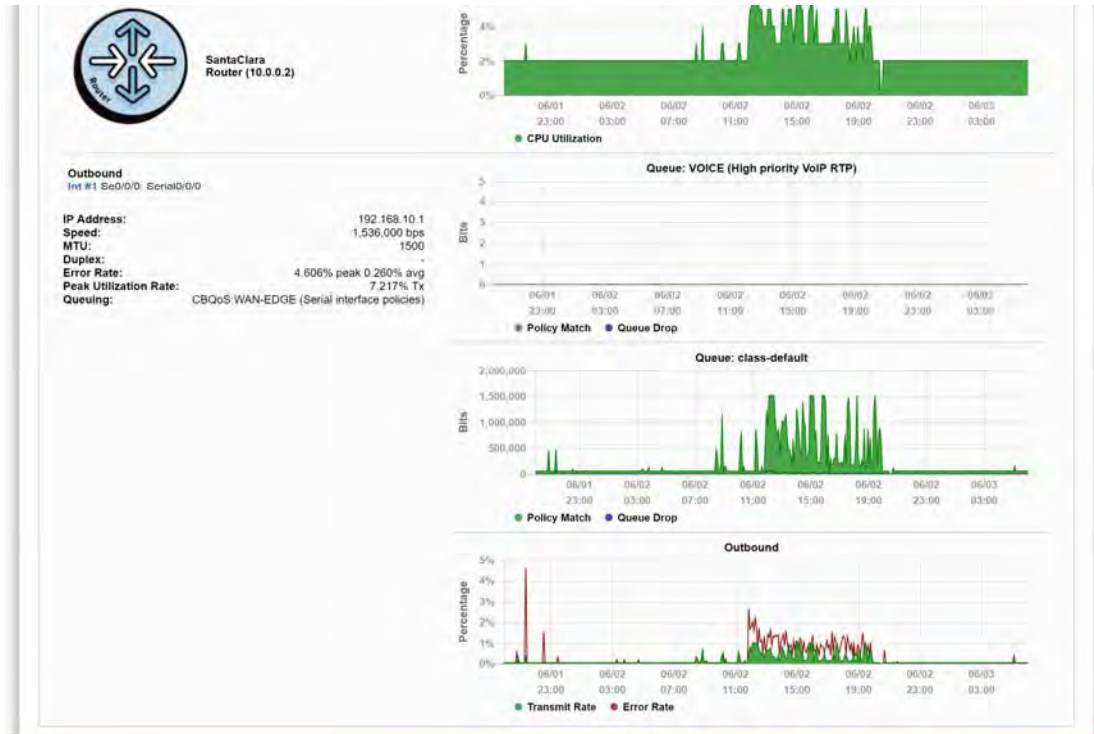 Router
SantaClara
Router (10.0.0.2)
Percentage
4%
2%
0%
06/01 06/02 06/02 06/02 06/02 06/02 06/02 06/03
23:00 03:00 07:00 11:00 15:00 19:00 23:00 03:00
CPU Utilization
Outbound
Int #1 Se0/0/0 Serial0/0/0
IP Address: 192.168.10.1
Speed: 1,536,000 bps
MTU: 1500
Duplex: -
Error Rate: 4.606% peak 0.260% avg
Peak Utilization Rate: 7.217% Tx
Queuing: CBQoS:WAN-EDGE (Serial interface policies)
Queue: VOICE (High priority VoIP RTP)
Bits
5
4
3
2
1
0
06/01 06/02 06/02 06/02 06/02 06/02 06/02 06/03
23:00 03:00 07:00 11:00 15:00 19:00 23:00 03:00
Policy Match Queue Drop
Queue: class-default
Bits
2,000,000
1,500,000
1,000,000
500,000
0
06/01 06/02 06/02 06/02 06/02 06/02 06/02 06/03
23:00 03:00 07:00 11:00 15:00 19:00 23:00 03:00
Policy Match Queue Drop
Outbound
Percentage
5%
4%
3%
2%
1%
0%
06/01 06/02 06/02 06/02 06/02 06/02 06/02 06/03
23:00 03:00 07:00 11:00 15:00 19:00 23:00 03:00
Transmit Rate Error Rate